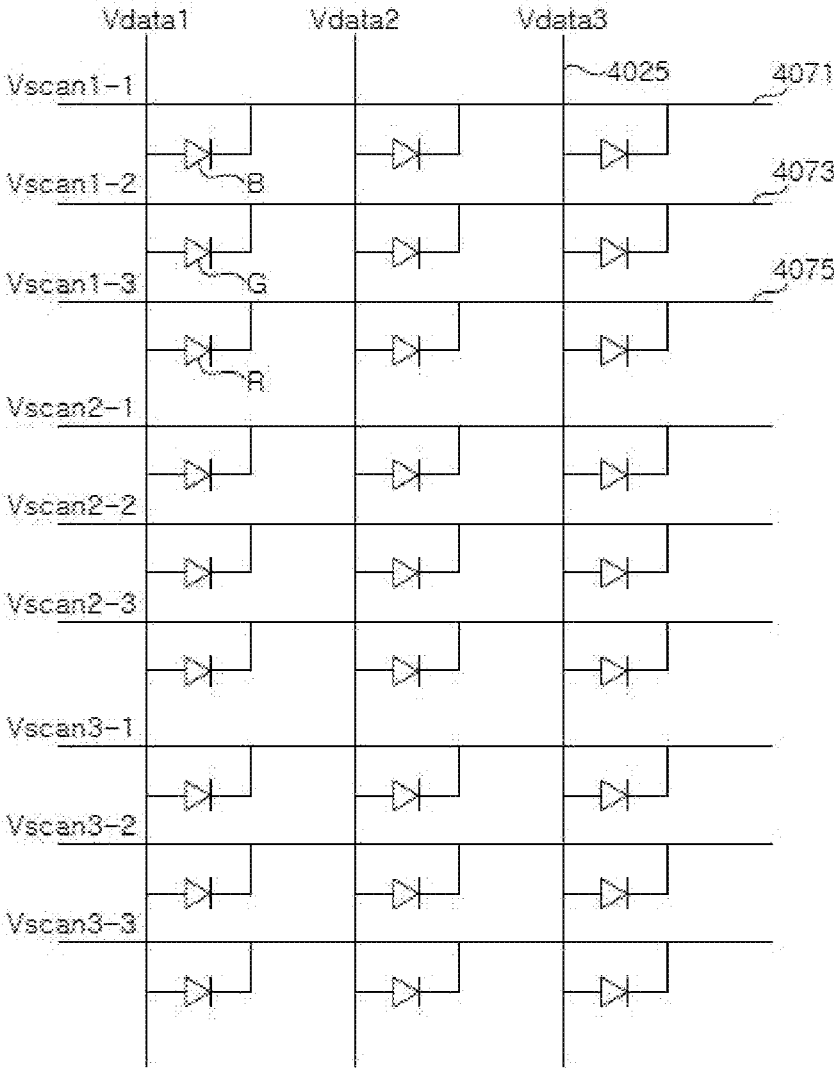 Vdata1 Vdata2 Vdata3
4025
Vscan1-1 4071
B
Vscan1-2 4073
G
Vscan1-3 4075
R
Vscan2-1
Vscan2-2
Vscan2-3
Vscan3-1
Vscan3-2
Vscan3-3